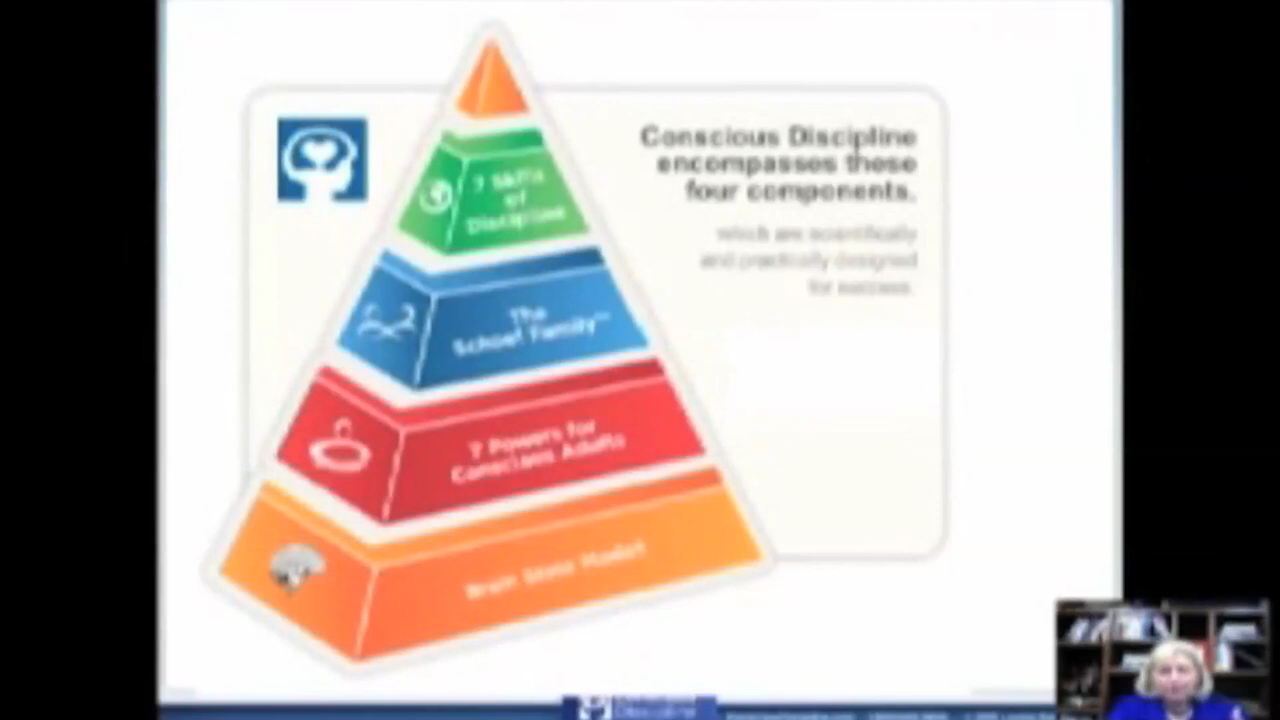 Conscious Discipline
encompasses these
four components.
which are scientifically
and practically designed
for success.
7 Skills
of
Discipline
The
School Family™
7 Powers for
Conscious Adults
Brain State Model